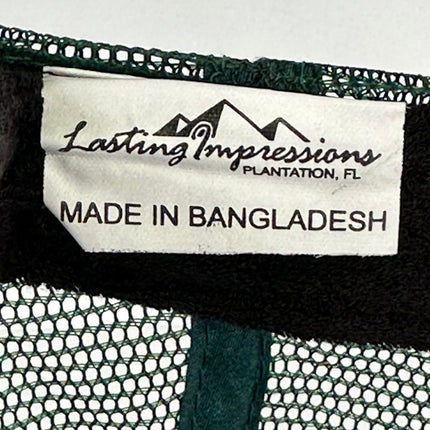 Lasting Impressions
PLANTATION, FL
MADE IN BANGLADESH